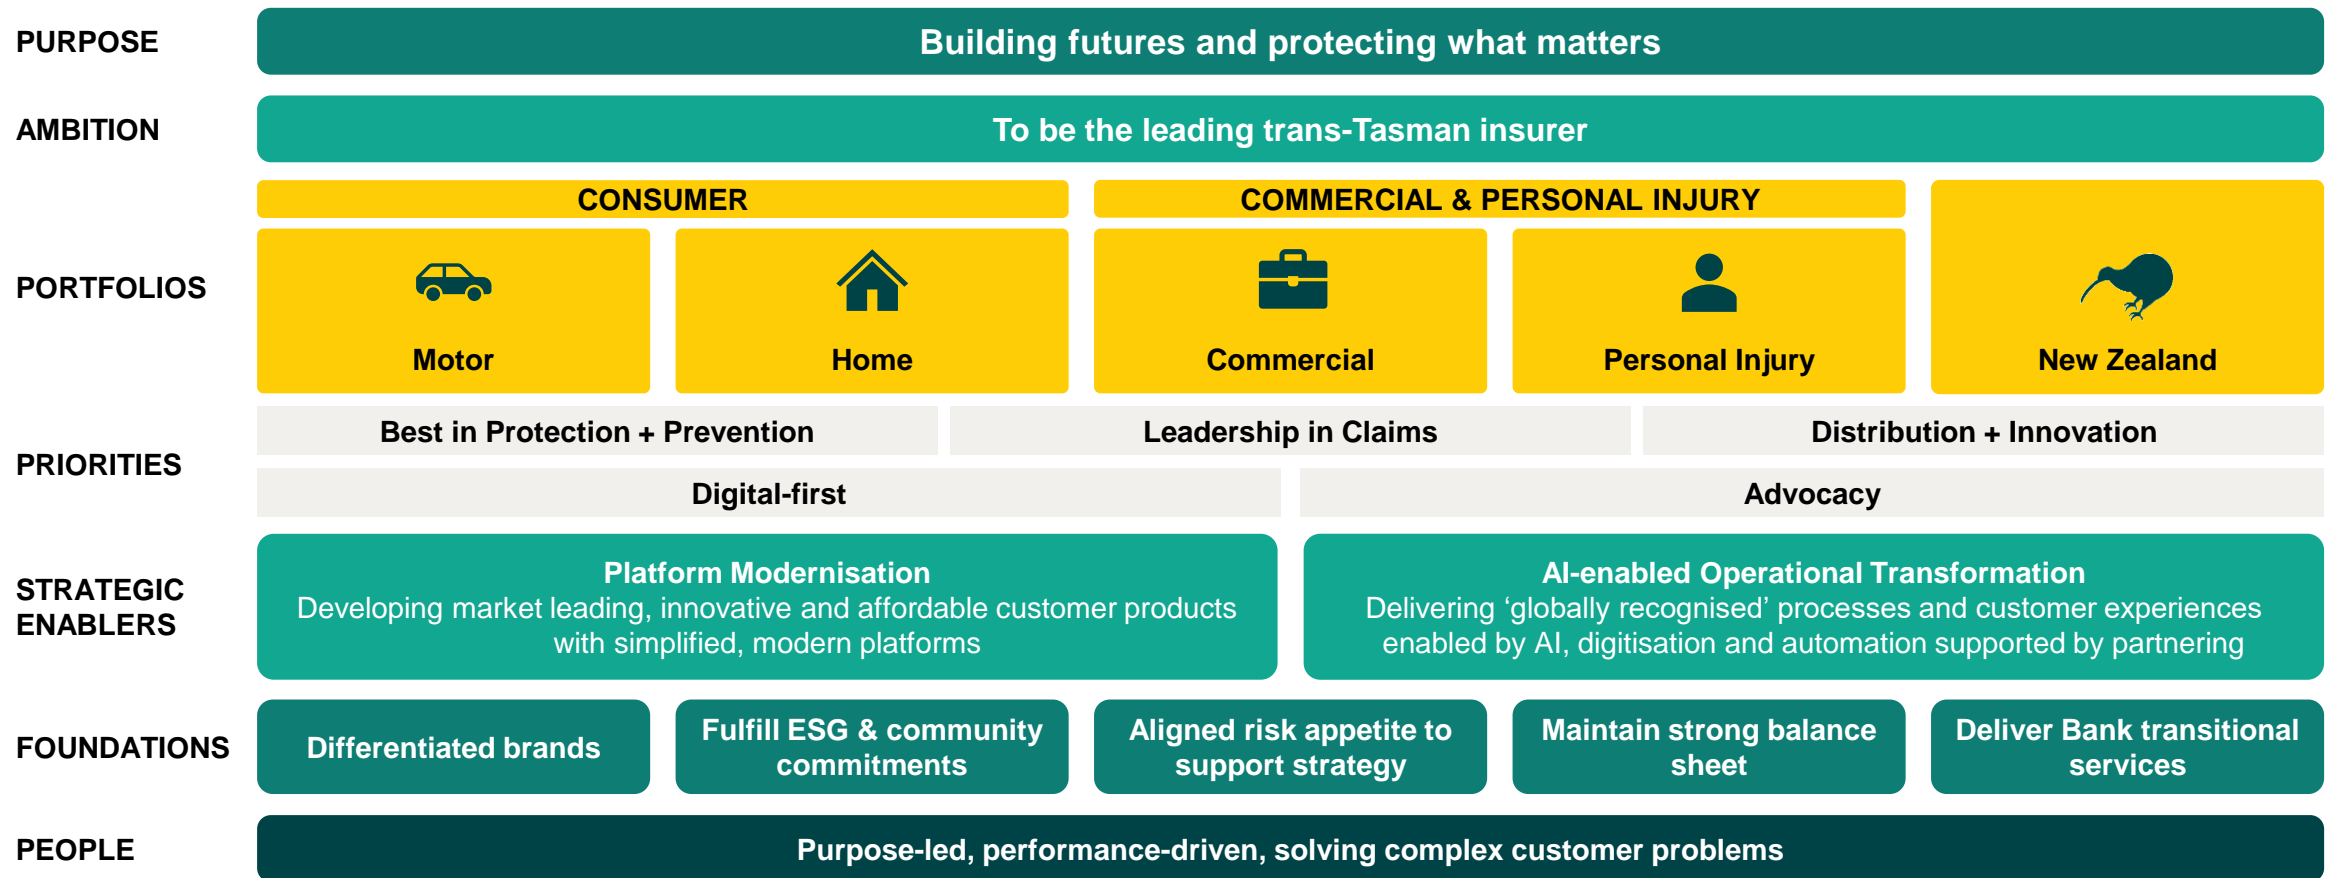 PURPOSE
Building futures and protecting what matters
AMBITION
To be the leading trans-Tasman insurer
PORTFOLIOS
CONSUMER
COMMERCIAL & PERSONAL INJURY
Motor
Home
Commercial
Personal Injury
New Zealand
PRIORITIES
Best in Protection + Prevention
Leadership in Claims
Distribution + Innovation
Digital-first
Advocacy
STRATEGIC
ENABLERS
Platform Modernisation
Developing market leading, innovative and affordable customer products
with simplified, modern platforms
AI-enabled Operational Transformation
Delivering ‘globally recognised’ processes and customer experiences
enabled by AI, digitisation and automation supported by partnering
FOUNDATIONS
Differentiated brands
Fulfill ESG & community
commitments
Aligned risk appetite to
support strategy
Maintain strong balance
sheet
Deliver Bank transitional
services
PEOPLE
Purpose-led, performance-driven, solving complex customer problems